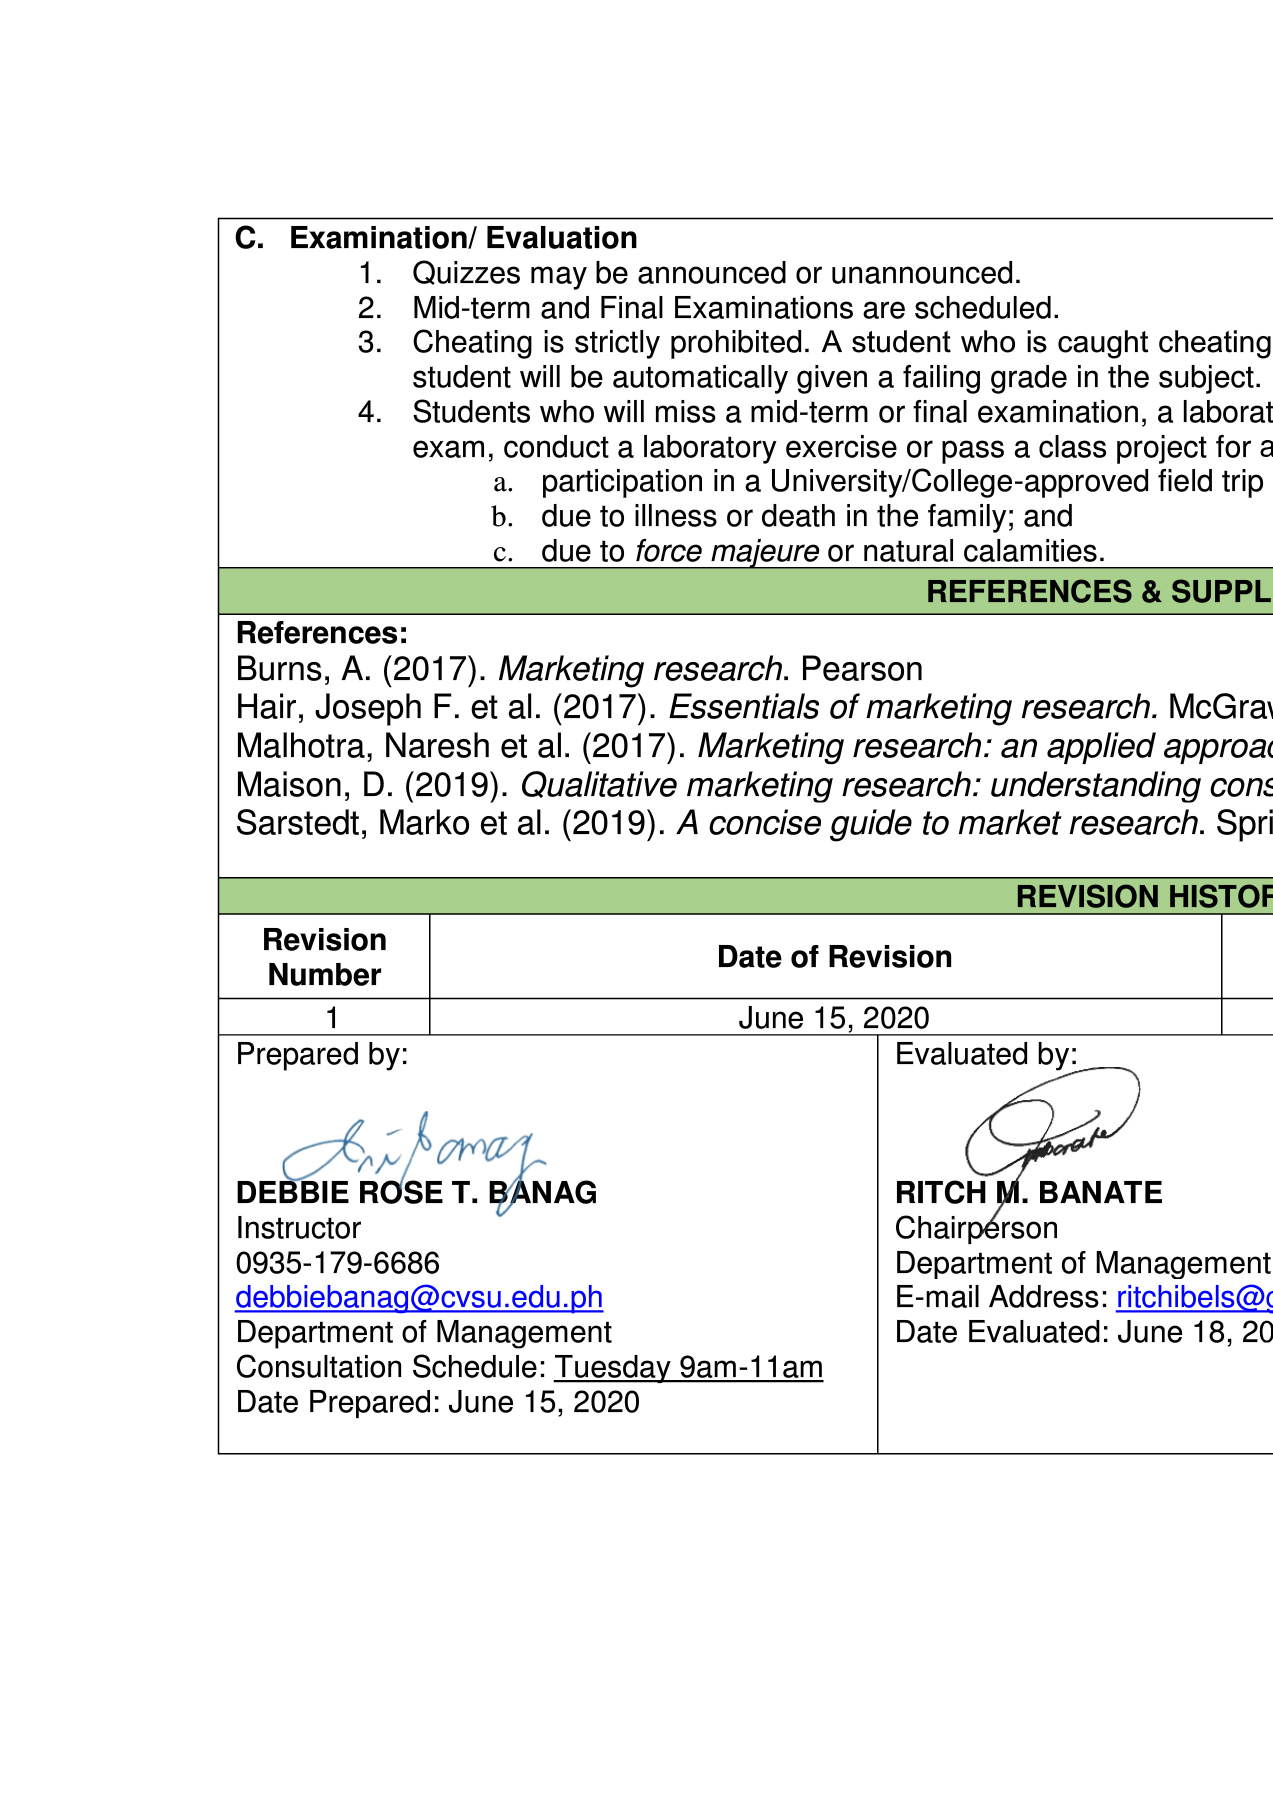 C. Examination/ Evaluation
1. Quizzes may be announced or unannounced.
2. Mid-term and Final Examinations are scheduled.
3. Cheating is strictly prohibited. A student who is caught cheating
student will be automatically given a failing grade in the subject.
4. Students who will miss a mid-term or final examination, a laborat
exam, conduct a laboratory exercise or pass a class project for a
a. participation in a University/College-approved field trip
b. due to illness or death in the family; and
c. due to force majeure or natural calamities.
REFERENCES & SUPPL
References:
Burns, A. (2017). Marketing research. Pearson
Hair, Joseph F. et al. (2017). Essentials of marketing research. McGraw
Malhotra, Naresh et al. (2017). Marketing research: an applied approac
Maison, D. (2019). Qualitative marketing research: understanding cons
Sarstedt, Marko et al. (2019). A concise guide to market research. Spri
REVISION HISTOR
Revision Number
Date of Revision
1
June 15, 2020
Prepared by:
DEBBIE ROSE T. BANAG
Instructor
0935-179-6686
debbiebanag@cvsu.edu.ph
Department of Management
Consultation Schedule: Tuesday 9am-11am
Date Prepared: June 15, 2020
Evaluated by:
RITCH M. BANATE
Chairperson
Department of Management
E-mail Address: ritchibels@g
Date Evaluated: June 18, 20